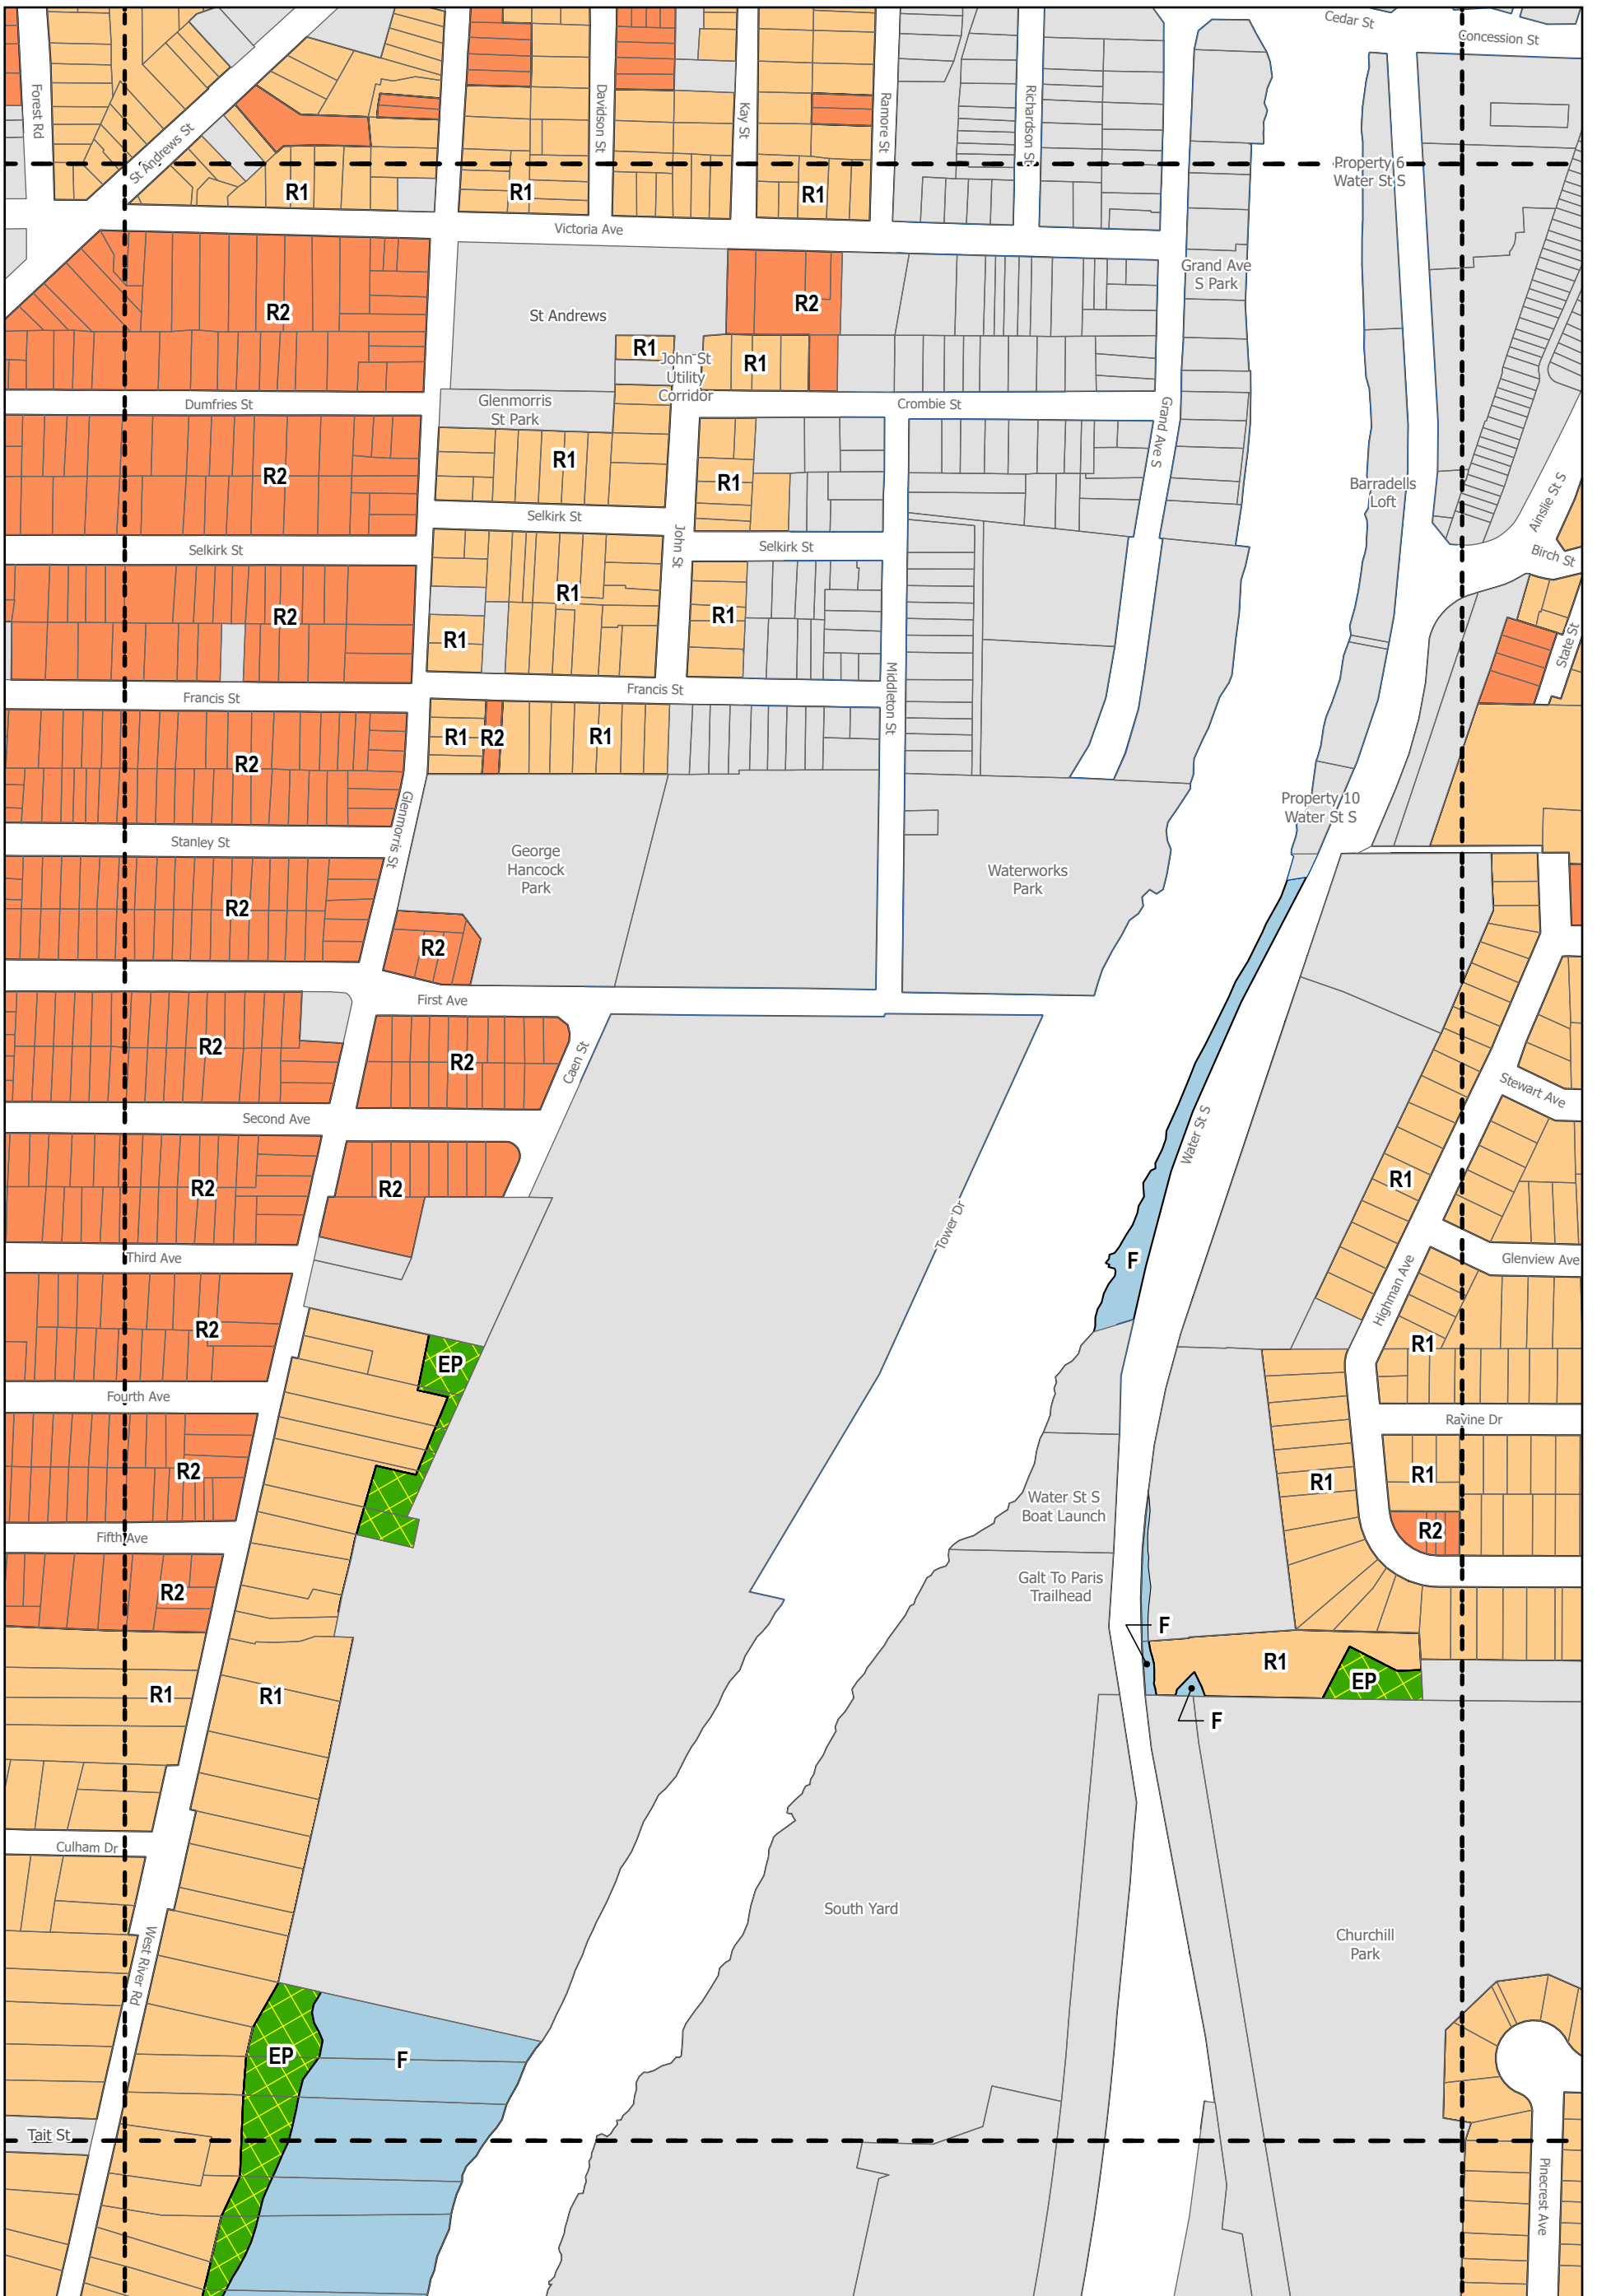 Cedar St
Concession St
Forest Rd
St Andrews St
Davidson St
Kay St
Ramore St
Richardson St
Property 6
Water St S
R1
R1
R1
Victoria Ave
Grand Ave
S Park
R2
St Andrews
R2
R1
John St
Utility
Corridor
R1
Dumfries St
Glenmorris
St Park
Crombie St
Grand Ave S
R2
R1
R1
Barradells
Loft
Ainslie St S
Selkirk St
Selkirk St
John St
Selkirk St
Birch St
R2
R1
R1
R1
State St
Francis St
Francis St
Middleton St
R2
R1
R2
R1
Glenmorris St
Property 10
Water St S
Stanley St
George
Hancock
Park
Waterworks
Park
R2
R2
First Ave
R2
R2
Caen St
Second Ave
Stewart Ave
Water St S
R2
R2
R1
Tower Dr
Third Ave
F
Glenview Ave
Highman Ave
R2
EP
R1
Fourth Ave
Ravine Dr
R2
R1
R1
Water St S
Boat Launch
R2
Fifth Ave
Galt To Paris
Trailhead
R2
F
R1
EP
R1
R1
F
Culham Dr
South Yard
Churchill
Park
West River Rd
EP
F
Tait St
Pinecrest Ave